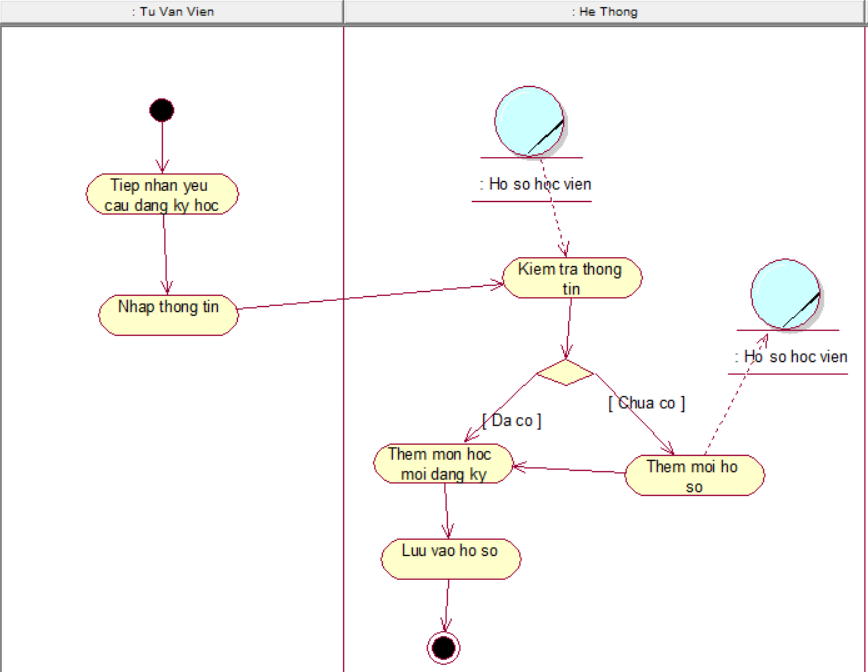 : Tu Van Vien
: He Thong
Tiep nhan yeu
cau dang ky hoc
Nhap thong tin
: Ho so hoc vien
Kiem tra thong
tin
: Ho so hoc vien
[ Chua co ]
[ Da co ]
Them mon hoc
moi dang ky
Them moi ho
so
Luu vao ho so